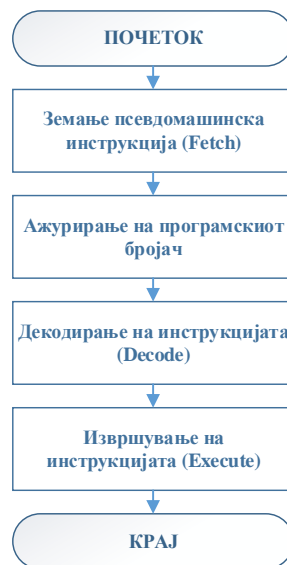 ПОЧЕТОК
Земање псевдомашинска
инструкција (Fetch)
Ажурирање на програмскиот
бројач
Декодирање на инструкцијата
(Decode)
Извршување на
инструкцијата (Execute)
КРАЈ